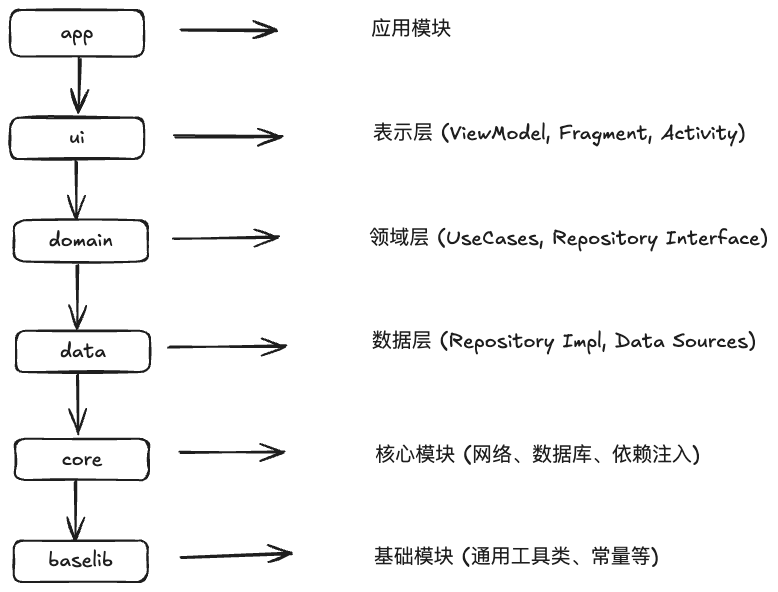 app
应用模块
ui
表示层 (ViewModel, Fragment, Activity)
domain
领域层 (UseCases, Repository Interface)
data
数据层 (Repository Impl, Data Sources)
core
核心模块 (网络、数据库、依赖注入)
baselib
基础模块 (通用工具类、常量等)